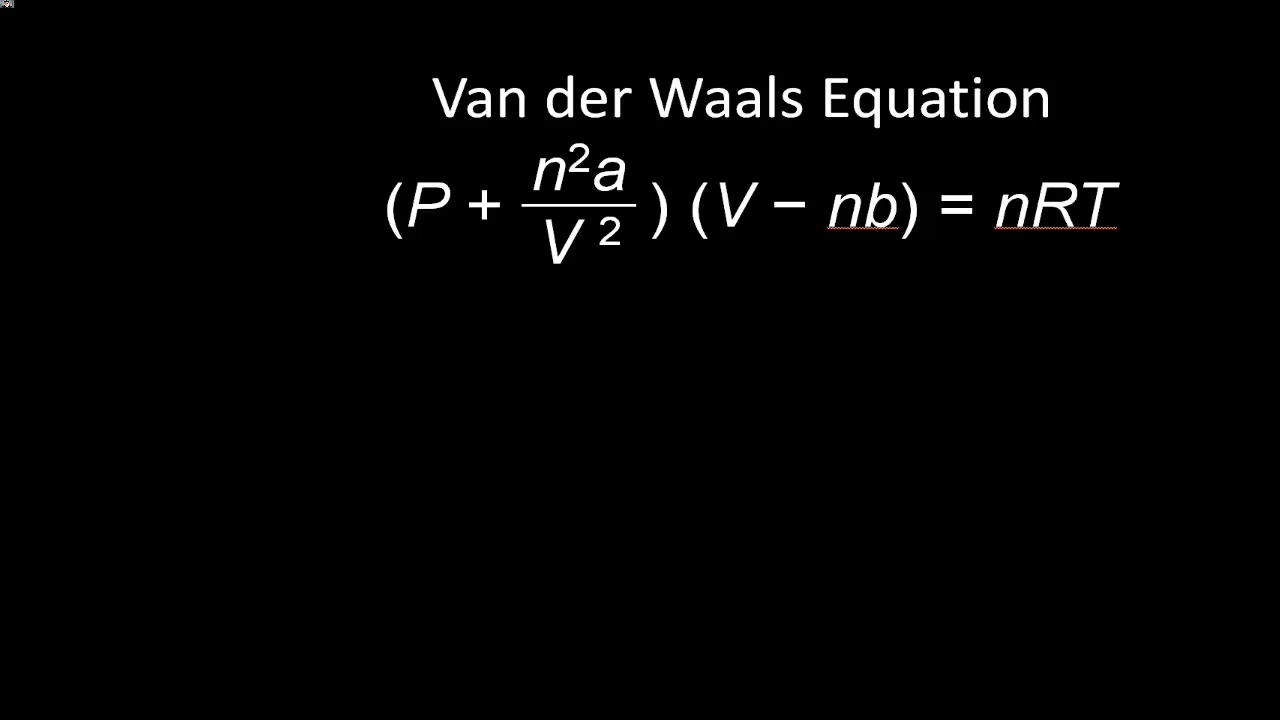 Van der Waals Equation
(P + n²a / V²) (V − nb) = nRT